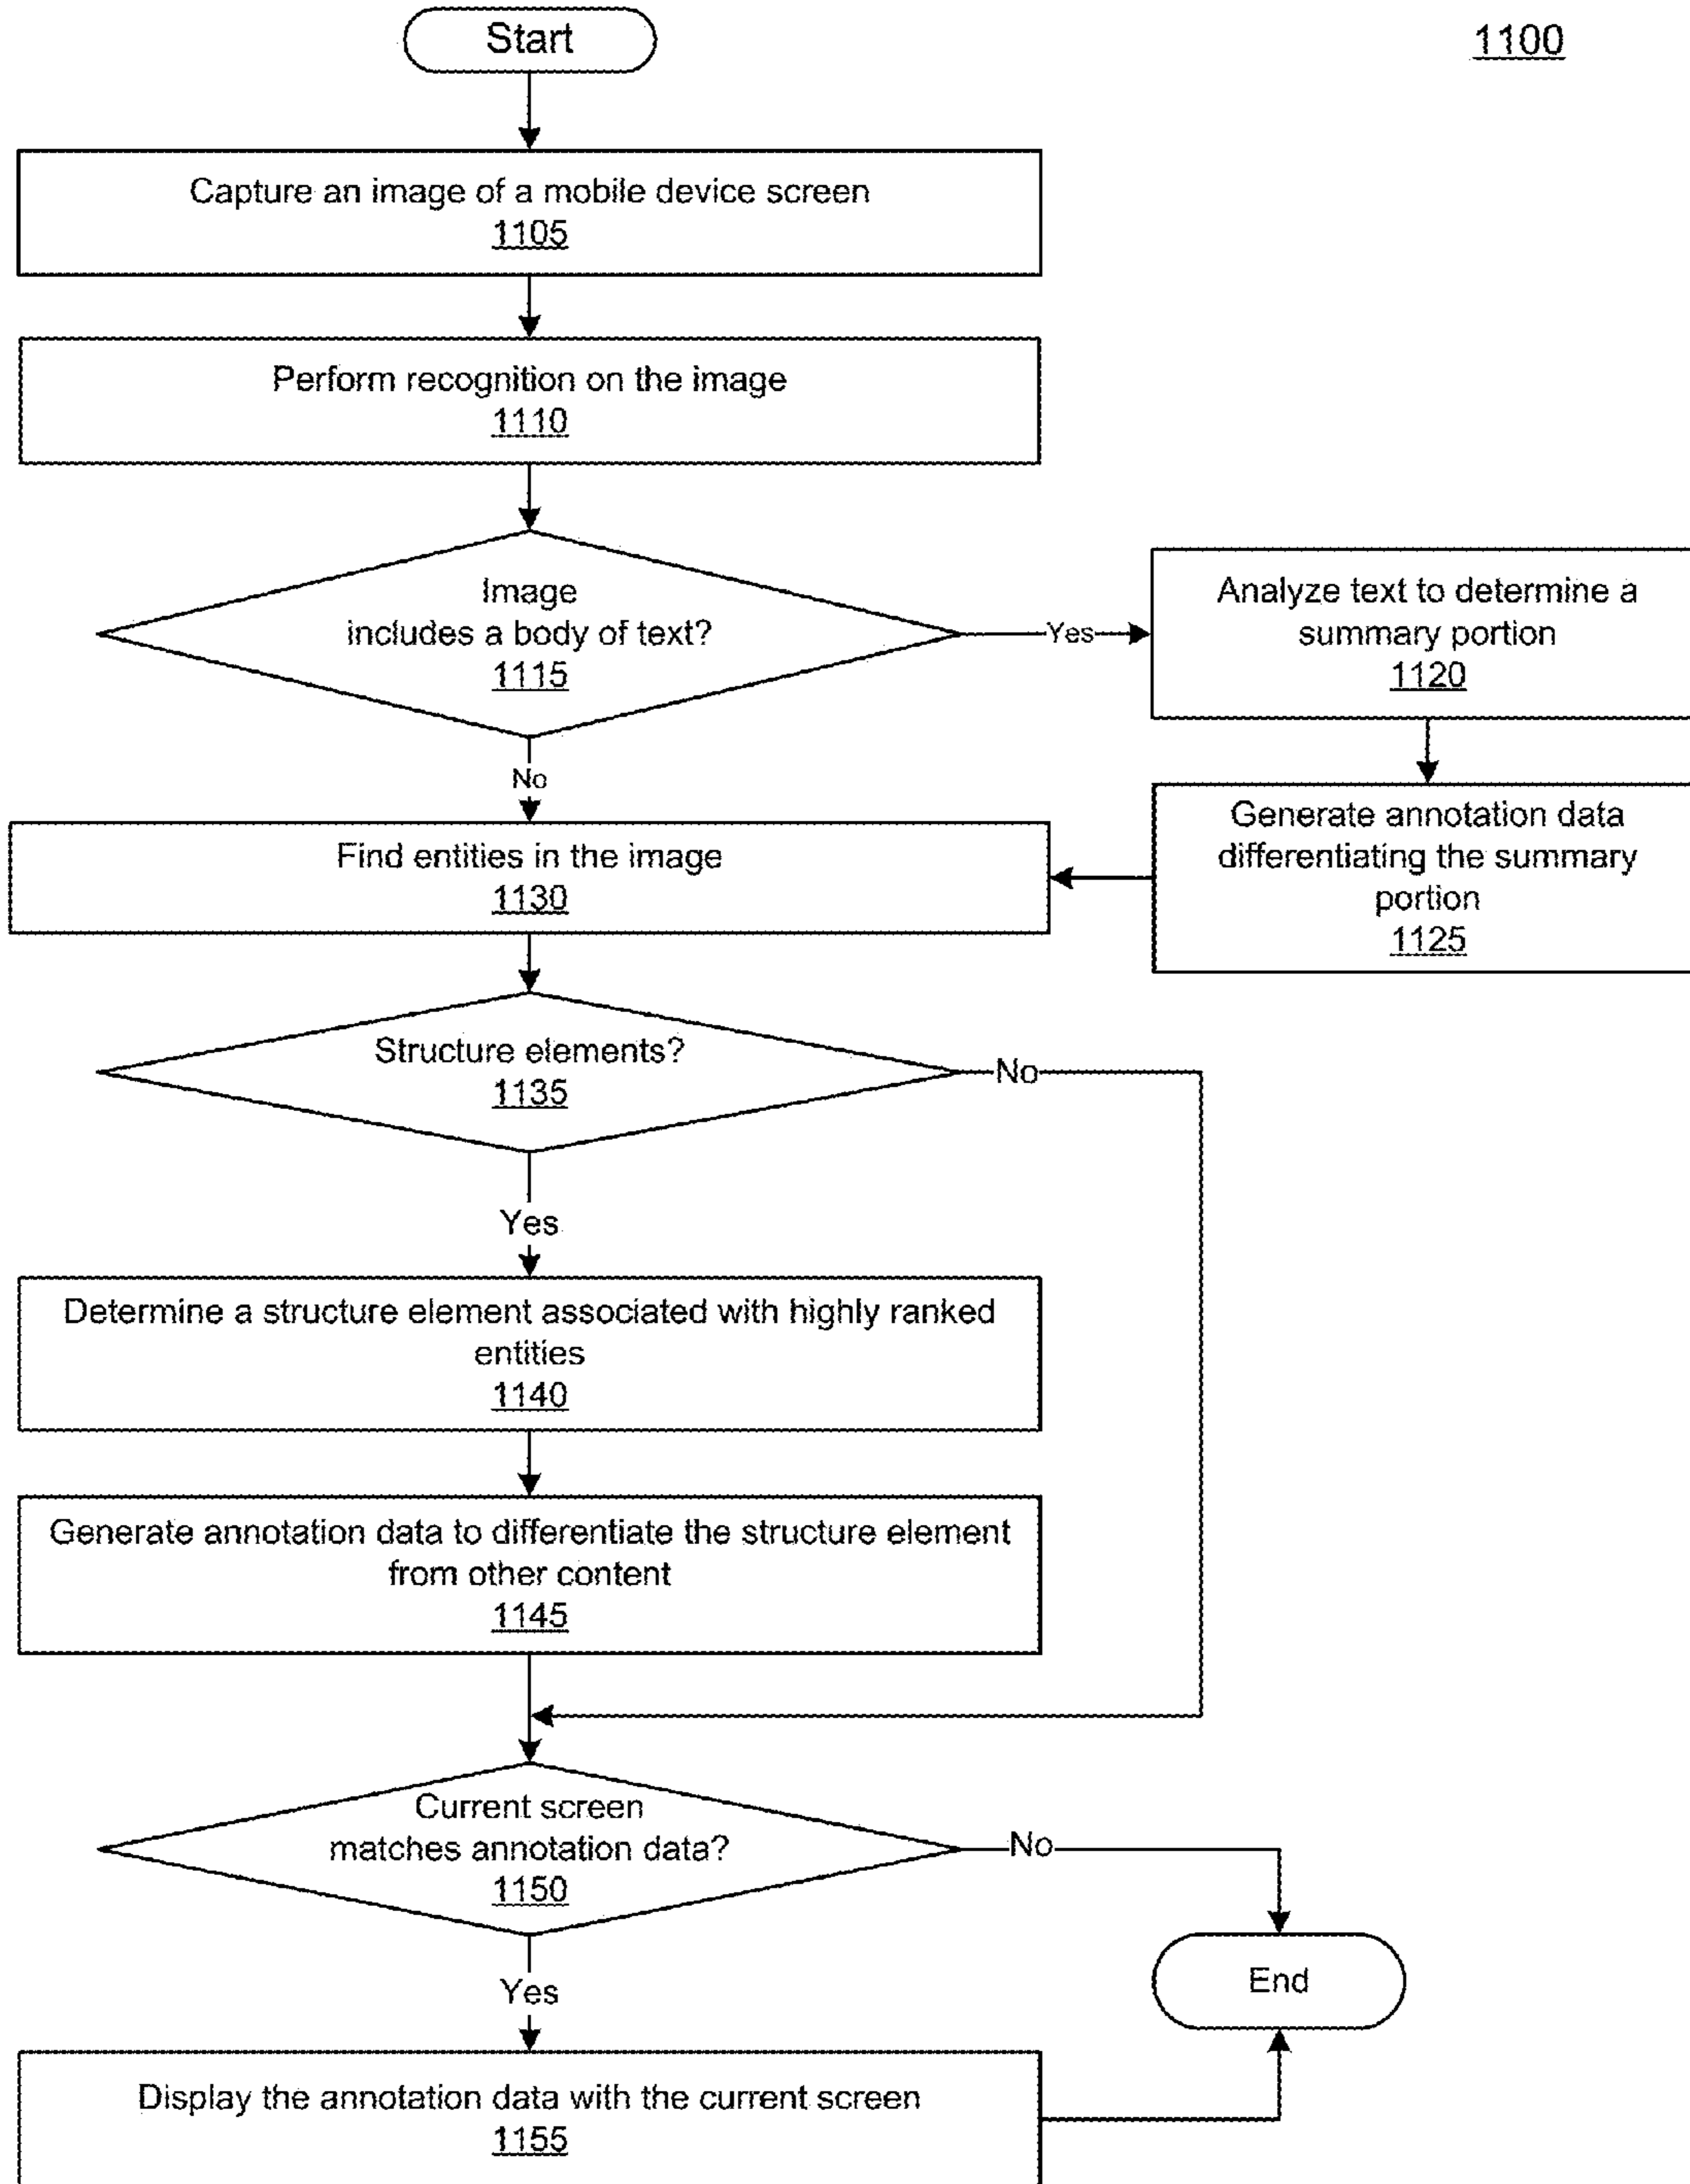 Start
1100
Capture an image of a mobile device screen
1105
Perform recognition on the image
1110
Image
includes a body of text?
1115
Yes
Analyze text to determine a
summary portion
1120
No
Generate annotation data
differentiating the summary
portion
1125
Find entities in the image
1130
Structure elements?
1135
No
Yes
Determine a structure element associated with highly ranked
entities
1140
Generate annotation data to differentiate the structure element
from other content
1145
Current screen
matches annotation data?
1150
No
Yes
End
Display the annotation data with the current screen
1155